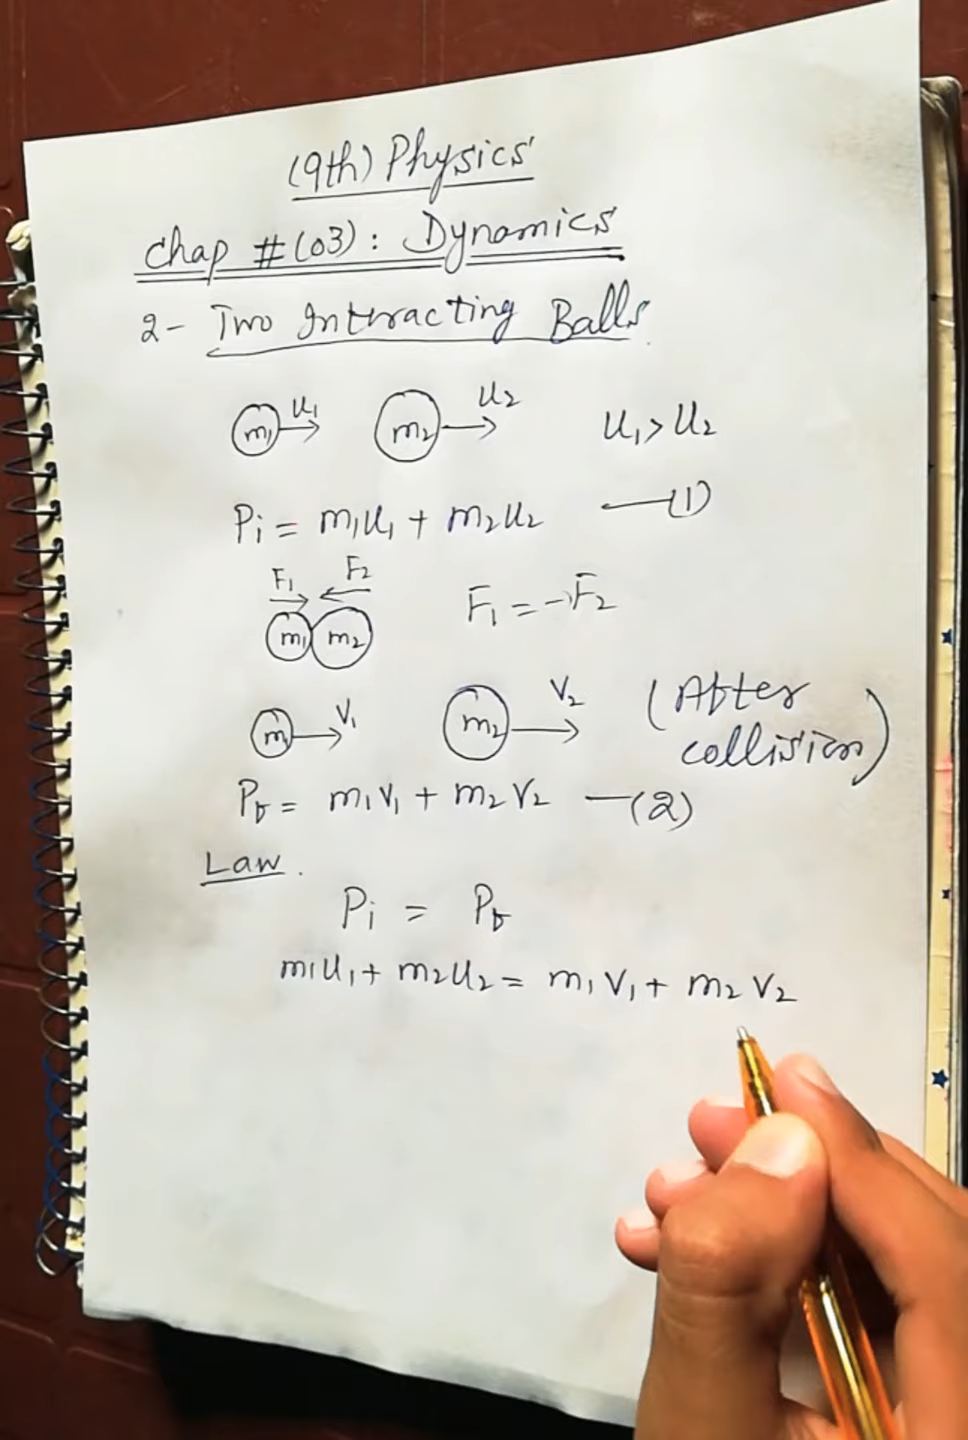 (9th) Physics
Chap # (03) : Dynamics
2- Two Interacting Balls.
m1 u1 m2 u2 u1 > u2
Pi = m1u1 + m2u2 —(1)
F1 F2
m1 m2 F1 = -F2
m V1 m2 V2 (After collision)
Pf = m1V1 + m2V2 —(2)
Law.
Pi = Pf
m1u1 + m2u2 = m1V1 + m2V2